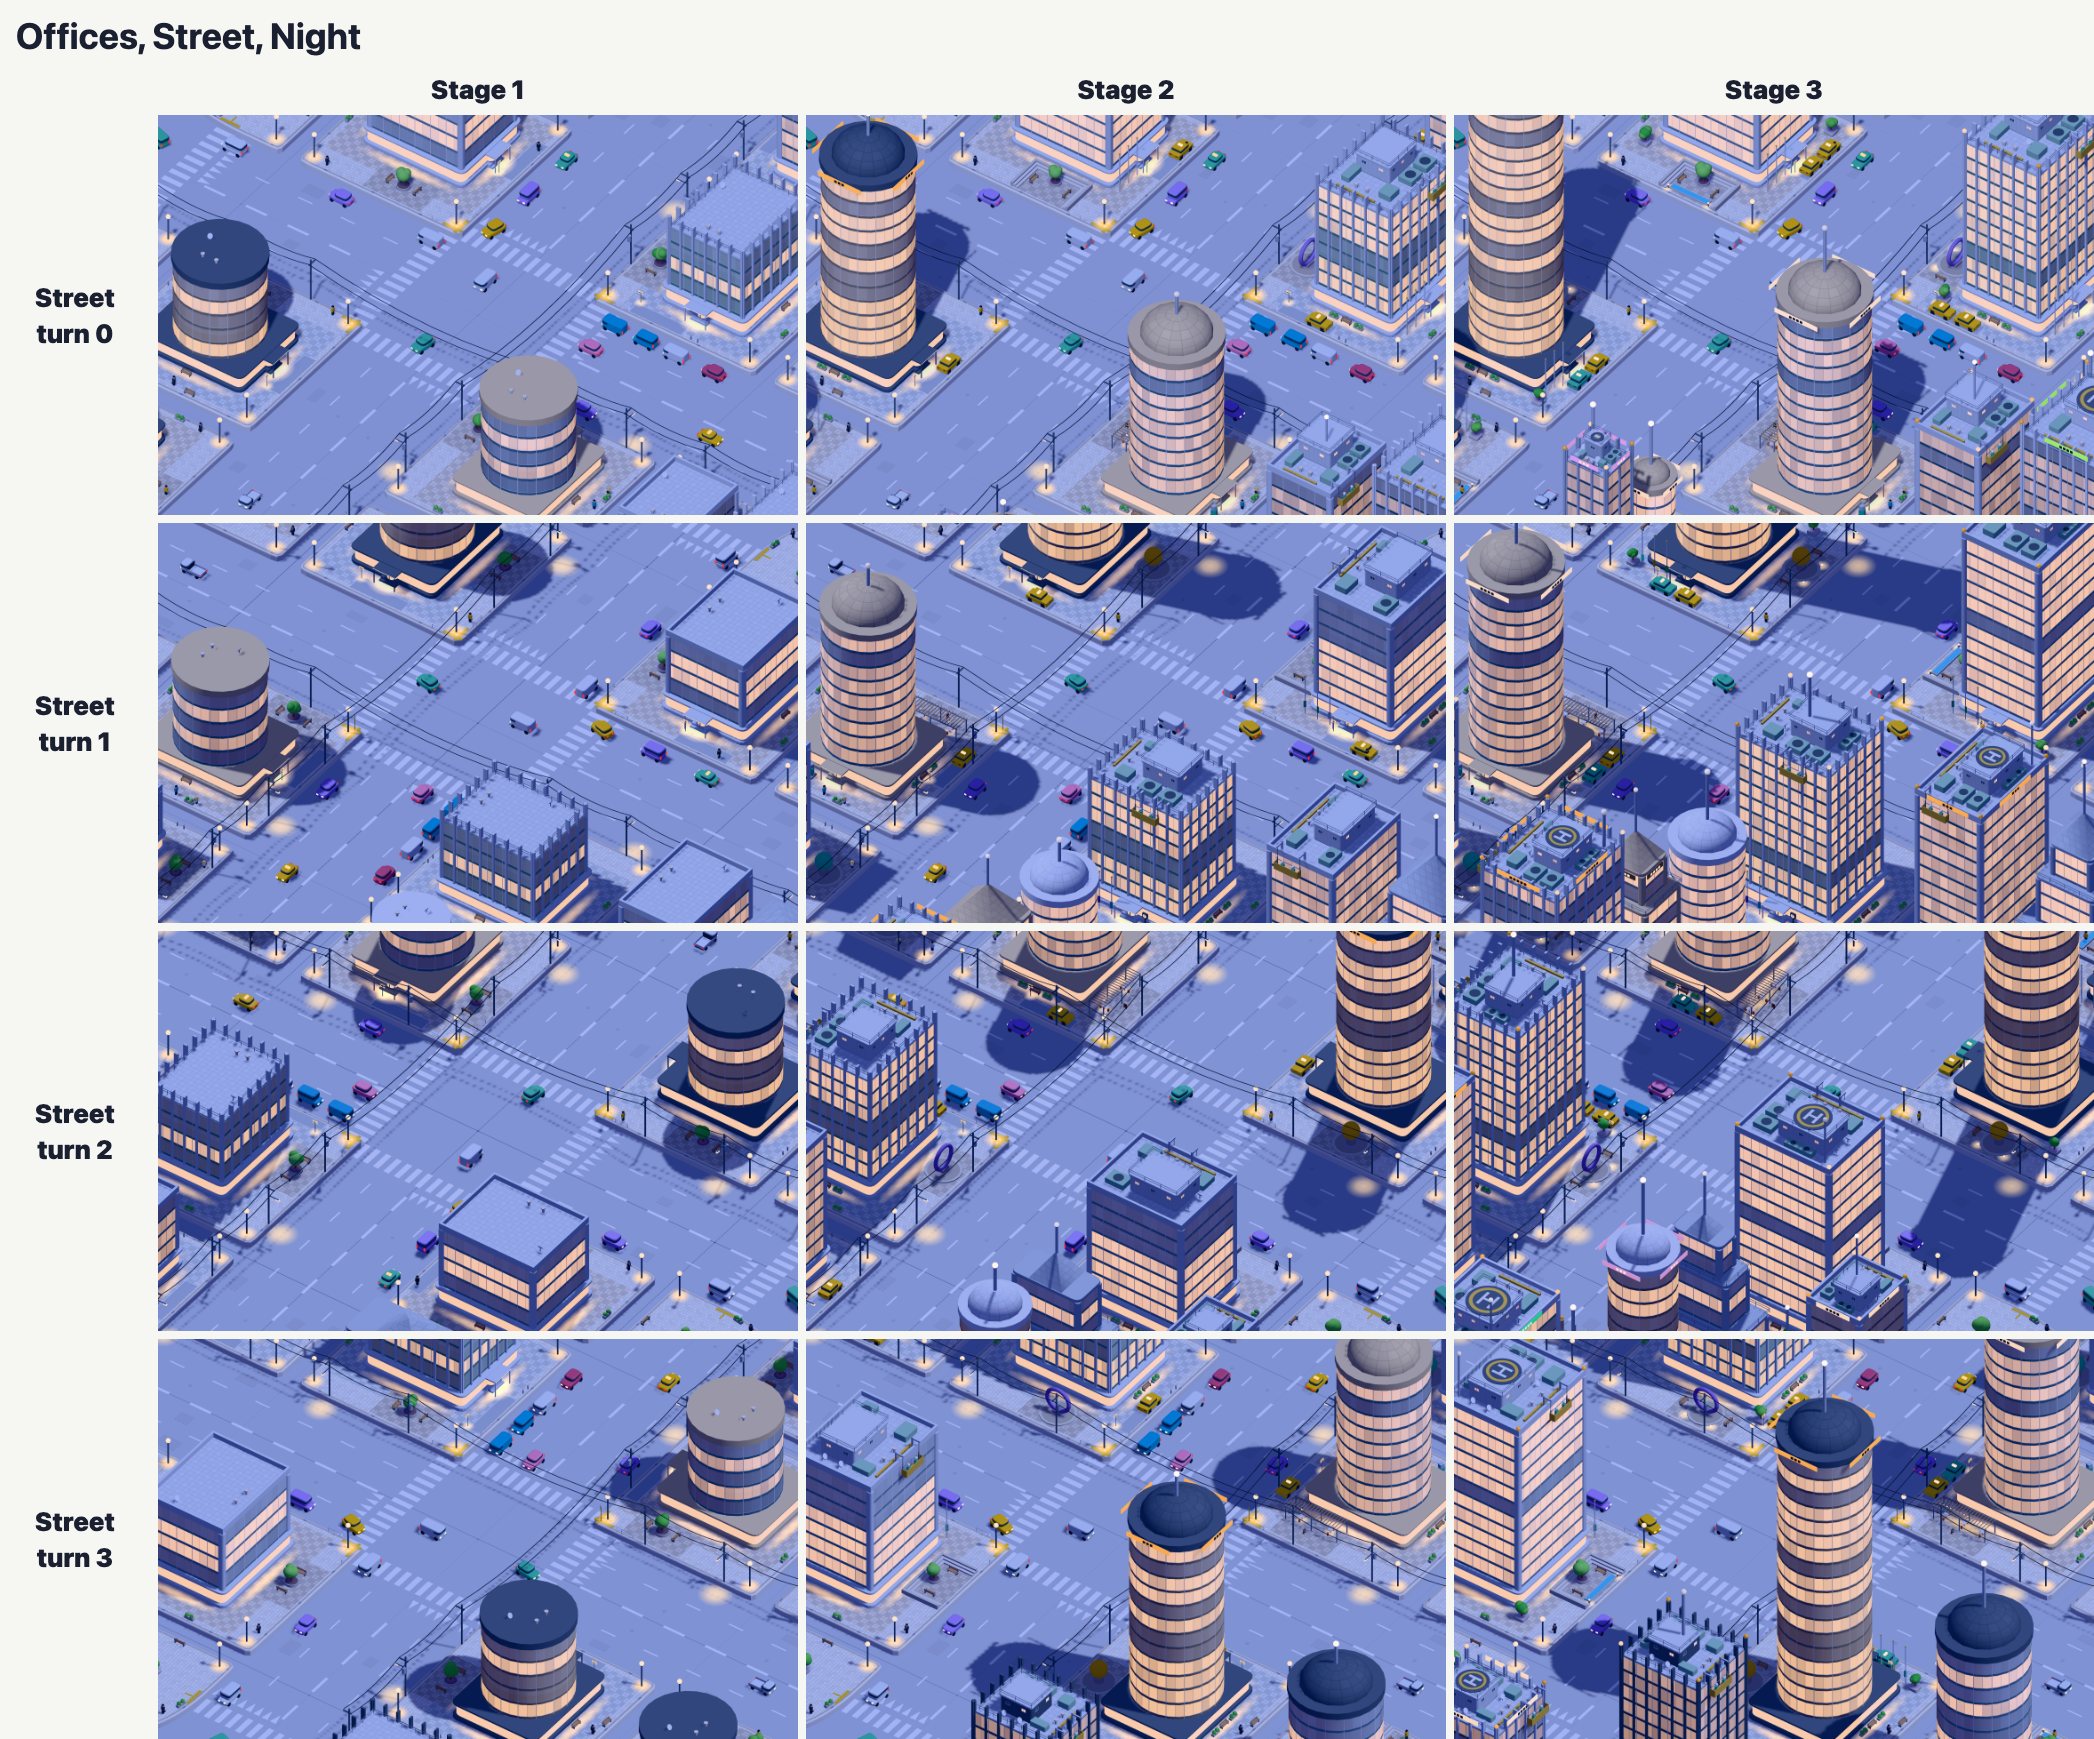 Offices, Street, Night
Stage 1
Stage 2
Stage 3
Street
turn 0
Street
turn 1
Street
turn 2
Street
turn 3
H
H
H
H
H
H
H